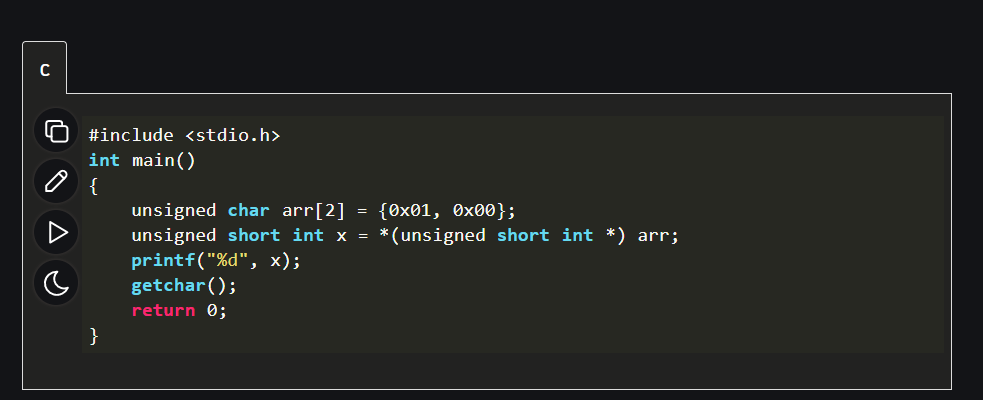 C
#include <stdio.h>
int main()
{
    unsigned char arr[2] = {0x01, 0x00};
    unsigned short int x = *(unsigned short int *) arr;
    printf("%d", x);
    getchar();
    return 0;
}